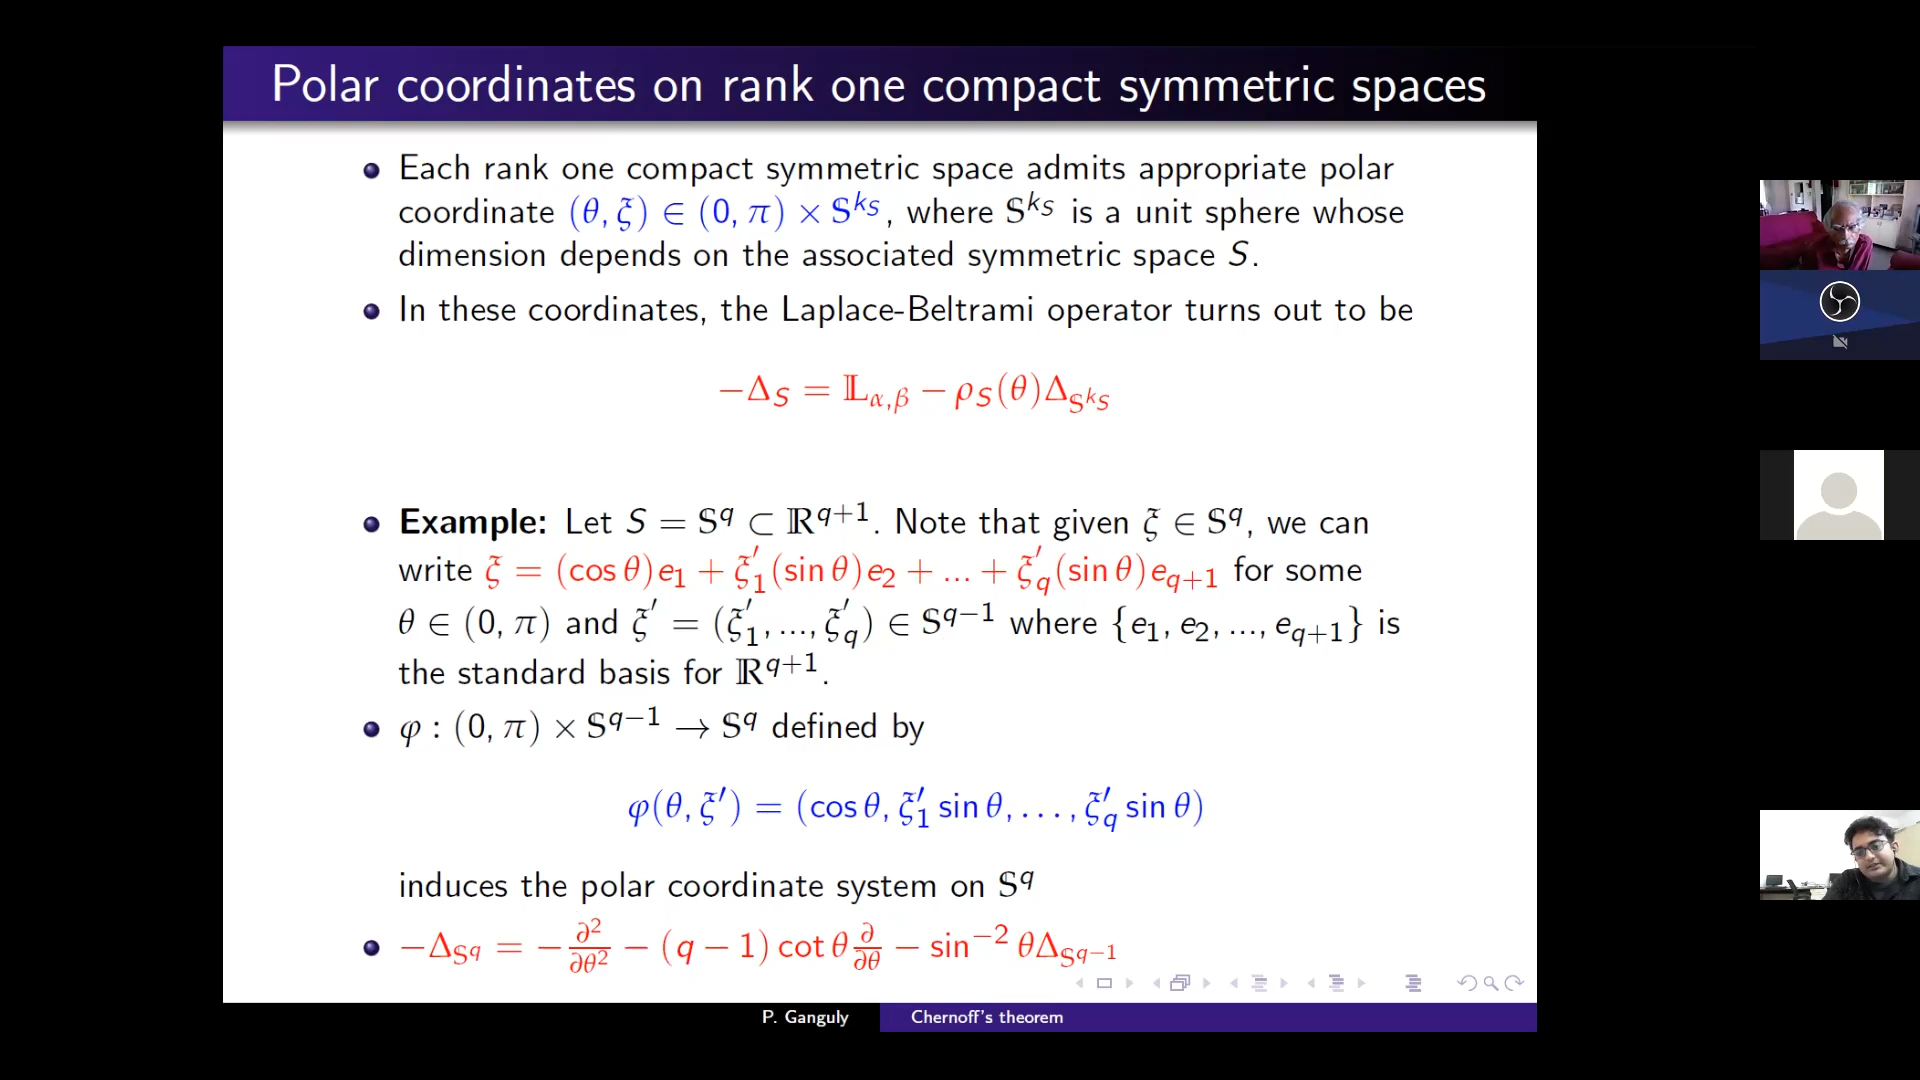 Polar coordinates on rank one compact symmetric spaces
Each rank one compact symmetric space admits appropriate polar
coordinate (θ, ξ) ∈ (0, π) × 𝕊^{k_S}, where 𝕊^{k_S} is a unit sphere whose
dimension depends on the associated symmetric space S.
In these coordinates, the Laplace-Beltrami operator turns out to be
−Δ_S = 𝕃_{α,β} − ρ_S(θ)Δ_{𝕊^{k_S}}
Example: Let S = 𝕊^q ⊂ ℝ^{q+1}. Note that given ξ ∈ 𝕊^q, we can
write ξ = (cos θ)e_1 + ξ′_1(sin θ)e_2 + ... + ξ′_q(sin θ)e_{q+1} for some
θ ∈ (0, π) and ξ′ = (ξ′_1, ..., ξ′_q) ∈ 𝕊^{q−1} where {e_1, e_2, ..., e_{q+1}} is
the standard basis for ℝ^{q+1}.
φ : (0, π) × 𝕊^{q−1} → 𝕊^q defined by
φ(θ, ξ′) = (cos θ, ξ′_1 sin θ, . . . , ξ′_q sin θ)
induces the polar coordinate system on 𝕊^q
−Δ_{𝕊^q} = −∂²/∂θ² − (q − 1) cot θ ∂/∂θ − sin^{−2} θΔ_{𝕊^{q−1}}
P. Ganguly
Chernoff's theorem